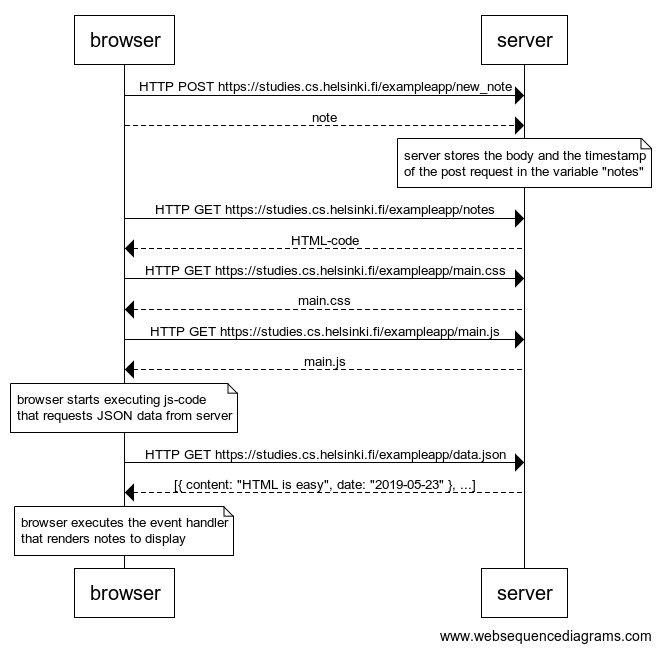 browser
server
HTTP POST https://studies.cs.helsinki.fi/exampleapp/new_note
note
server stores the body and the timestamp
of the post request in the variable "notes"
HTTP GET https://studies.cs.helsinki.fi/exampleapp/notes
HTML-code
HTTP GET https://studies.cs.helsinki.fi/exampleapp/main.css
main.css
HTTP GET https://studies.cs.helsinki.fi/exampleapp/main.js
main.js
browser starts executing js-code
that requests JSON data from server
HTTP GET https://studies.cs.helsinki.fi/exampleapp/data.json
[{ content: "HTML is easy", date: "2019-05-23" }, ...]
browser executes the event handler
that renders notes to display
browser
server
www.websequencediagrams.com